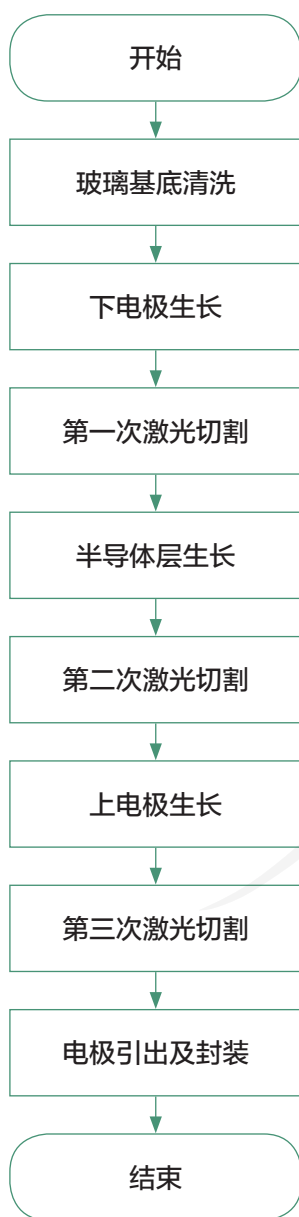 开始
玻璃基底清洗
下电极生长
第一次激光切割
半导体层生长
第二次激光切割
上电极生长
第三次激光切割
电极引出及封装
结束